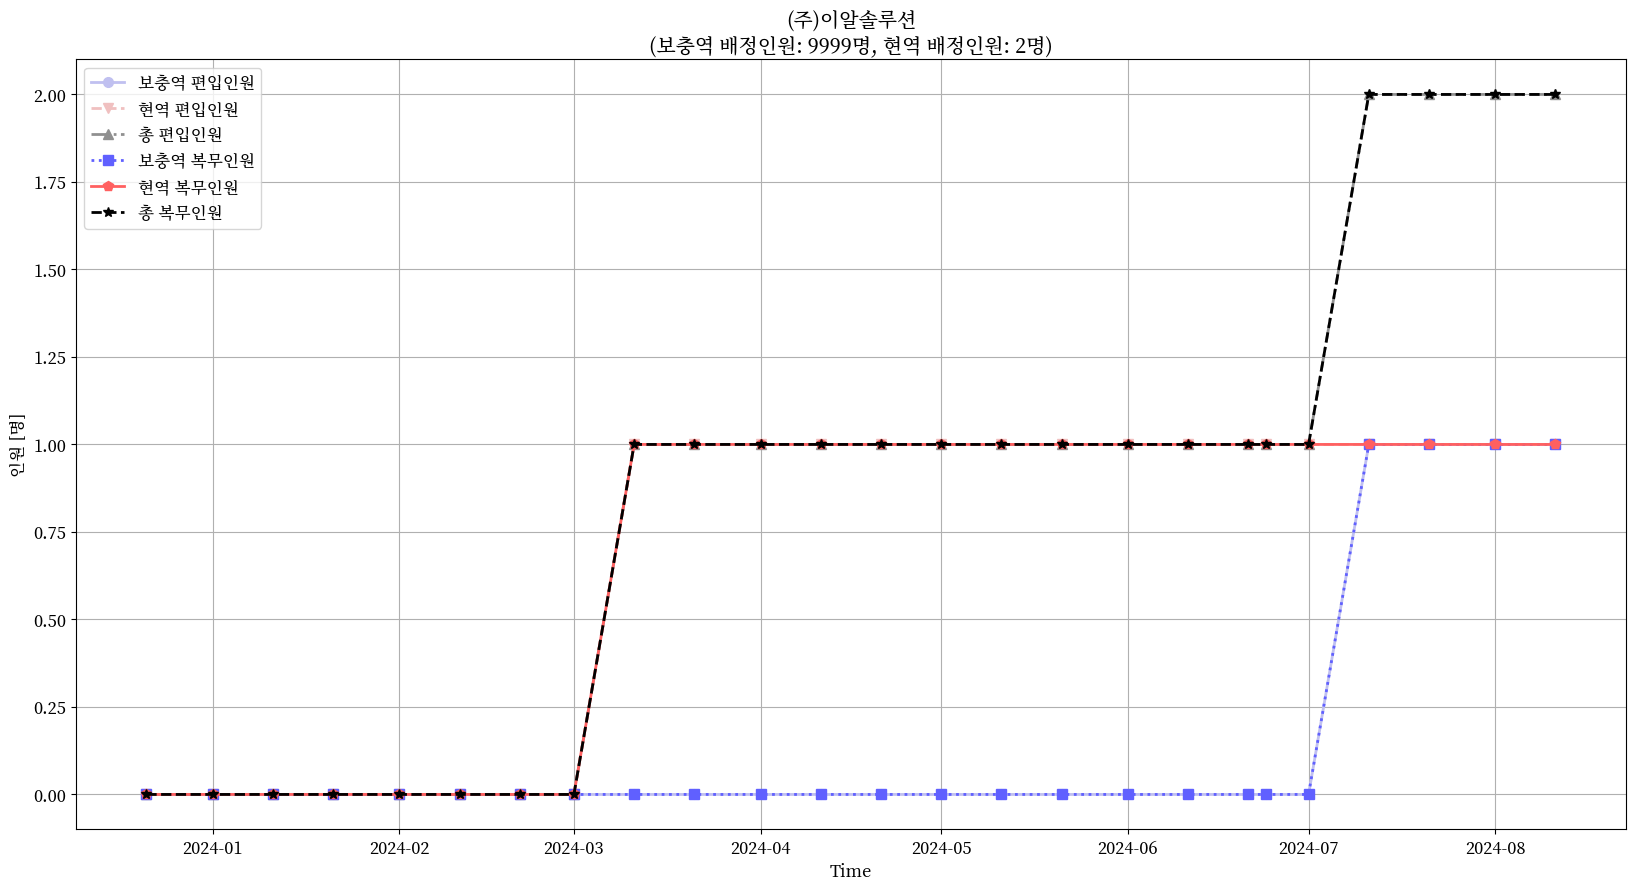 (주)이알솔루션
(보충역 배정인원: 9999명, 현역 배정인원: 2명)
보충역 편입인원
현역 편입인원
총 편입인원
보충역 복무인원
현역 복무인원
총 복무인원
2.00
1.75
1.50
1.25
1.00
0.75
0.50
0.25
0.00
인원 [명]
2024-01
2024-02
2024-03
2024-04
2024-05
2024-06
2024-07
2024-08
Time